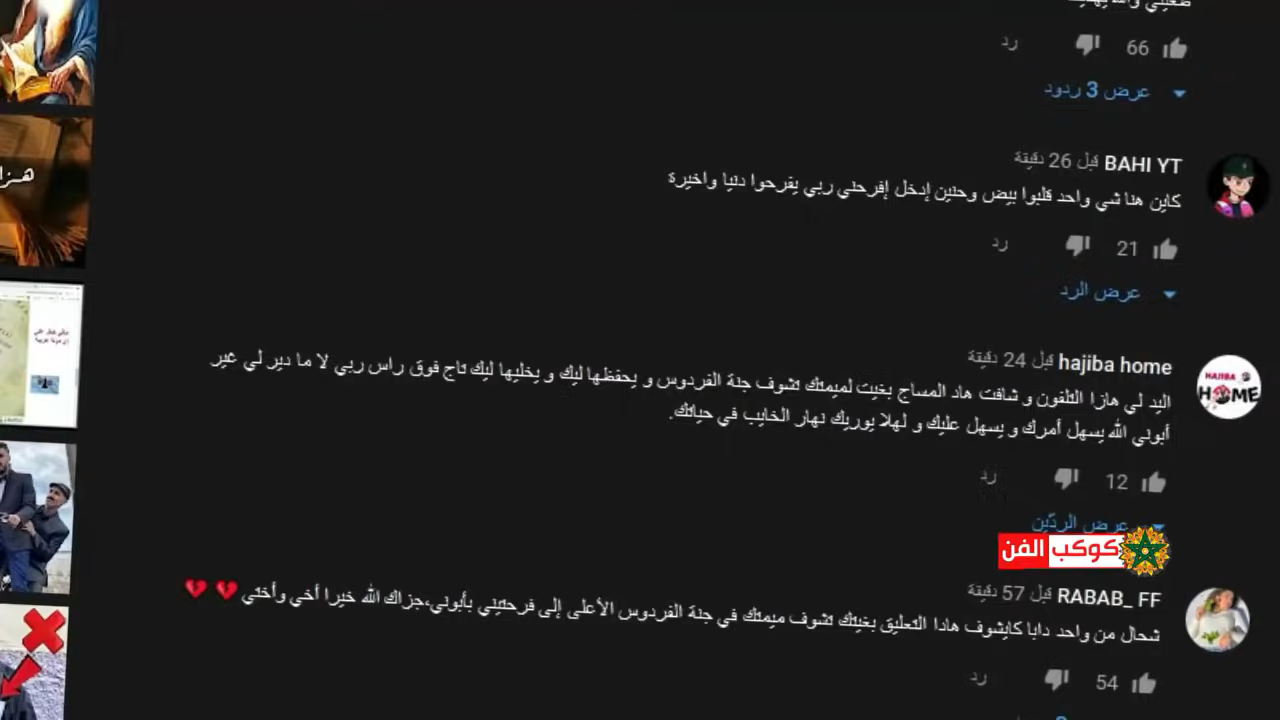 66
رد
عرض 3 ردود
BAHI YT قبل 26 دقيقة
كاين هنا شي واحد قلبوا بيض وحنين إدخل إفرحني ربي يفرحوا دنيا واخيرة
21
رد
عرض الرد
hajiba home قبل 24 دقيقة
اليد لي هازا التلفون و شافت هاد المساج بغيت لميمتك تشوف جنة الفردوس و يحفظها ليك و يخليها ليك تاج فوق راس ربي لا ما دير لي غير
أبوني الله يسهل أمرك و يسهل عليك و لهلا يوريك نهار الخايب في حياتك.
HAJIBA
HOME
12
رد
عرض الردّين
كوكب الفن
RABAB_ FF قبل 57 دقيقة
شحال من واحد دابا كايشوف هادا التعليق بغيتك تشوف ميمتك في جنة الفردوس الأعلى إلى فرحتيني بأبوني،جزاك الله خيرا أخي وأختي 💔 💔
54
رد